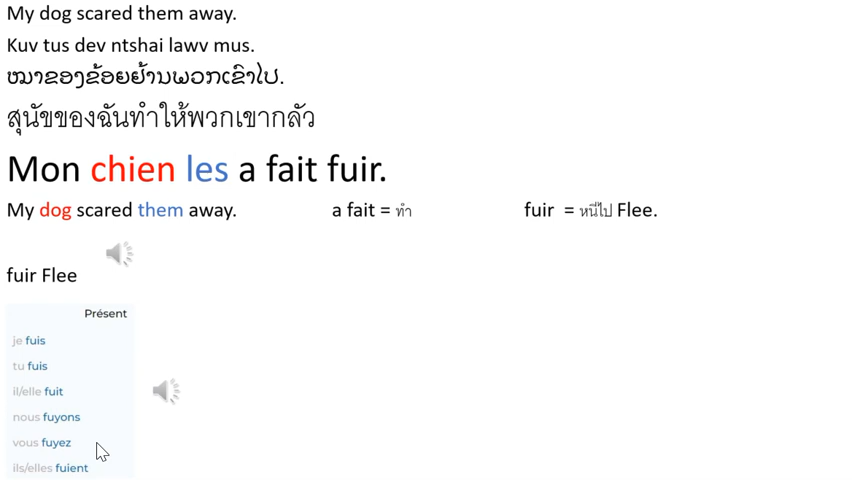 My dog scared them away.
Kuv tus dev ntshai lawv mus.
ໝາຂອງຂ້ອຍຢ້ານພວກເຂົາໄປ.
สุนัขของฉันทำให้พวกเขากลัว
Mon chien les a fait fuir.
My dog scared them away. a fait = ทำ fuir = หนีไป Flee.
fuir Flee
Présent
je fuis
tu fuis
il/elle fuit
nous fuyons
vous fuyez
ils/elles fuient